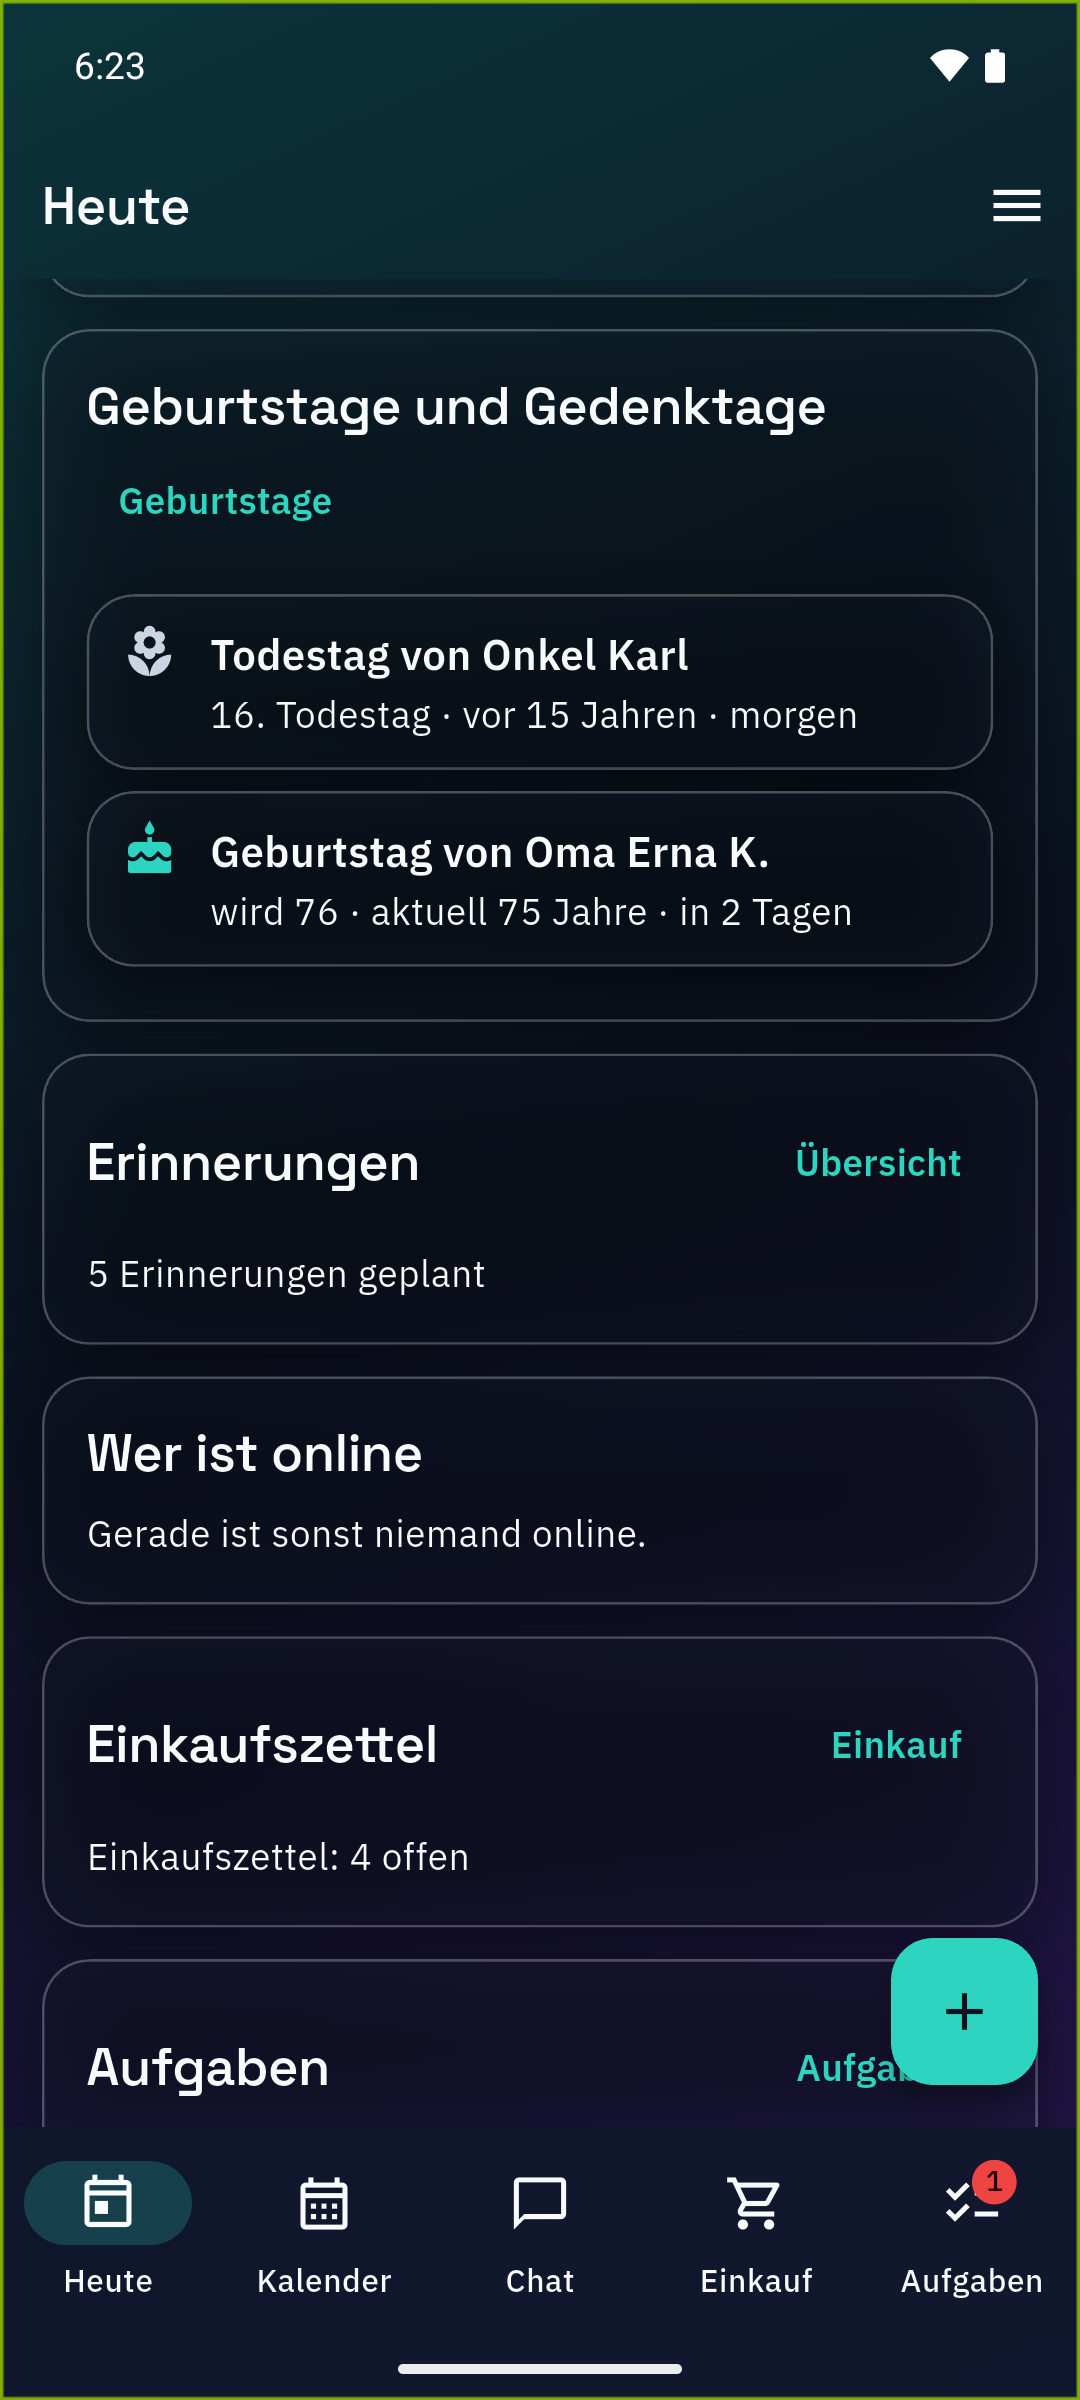 6:23
Heute
Geburtstage und Gedenktage
Geburtstage
Todestag von Onkel Karl
16. Todestag · vor 15 Jahren · morgen
Geburtstag von Oma Erna K.
wird 76 · aktuell 75 Jahre · in 2 Tagen
Erinnerungen
Übersicht
5 Erinnerungen geplant
Wer ist online
Gerade ist sonst niemand online.
Einkaufszettel
Einkauf
Einkaufszettel: 4 offen
Aufgaben
1
Heute
Kalender
Chat
Einkauf
Aufgaben